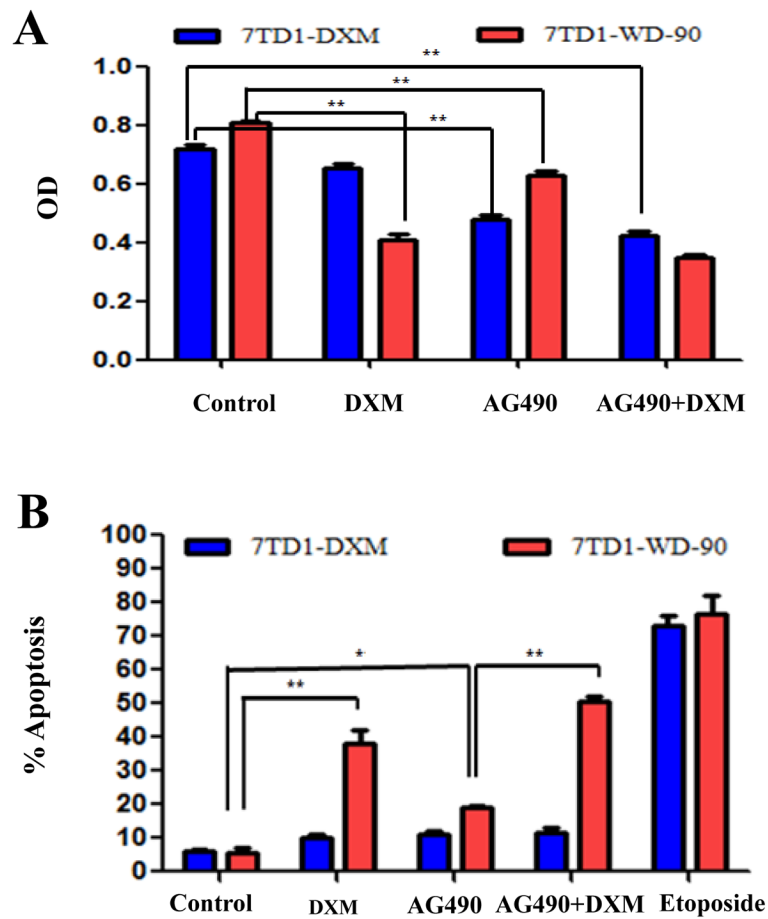 A
7TD1-DXM 7TD1-WD-90
1.0
0.8
0.6
0.4
0.2
0.0
OD
**
**
**
**
Control DXM AG490 AG490+DXM
B
7TD1-DXM 7TD1-WD-90
100
90
80
70
60
50
40
30
20
10
0
% Apoptosis
* **
**
Control DXM AG490 AG490+DXM Etoposide